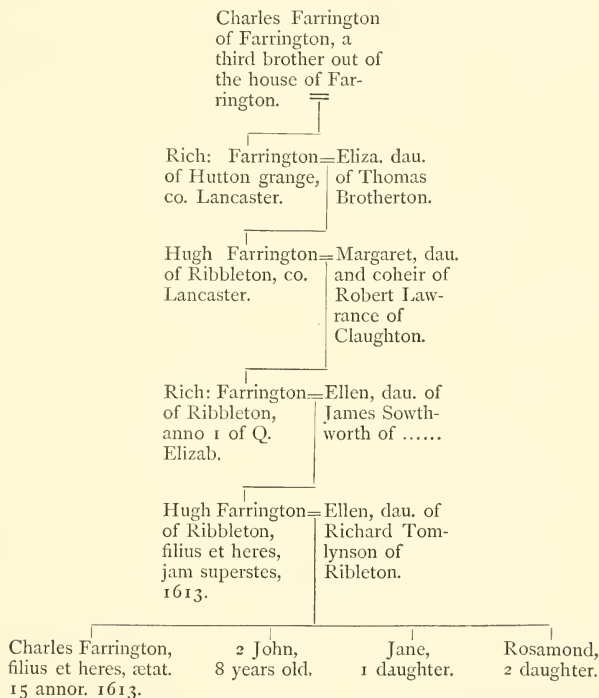 Charles Farrington
of Farrington, a
third brother out of
the house of Far-
rington.
Rich: Farrington=Eliza. dau.
of Hutton grange, of Thomas
co. Lancaster. Brotherton.
Hugh Farrington=Margaret, dau.
of Ribbleton, co. and coheir of
Lancaster. Robert Law-
rance of
Claughton.
Rich: Farrington=Ellen, dau. of
of Ribbleton, James Sowth-
anno 1 of Q. worth of ......
Elizab.
Hugh Farrington=Ellen, dau. of
of Ribbleton, Richard Tom-
filius et heres, lynson of
jam superstes, Ribleton.
1613.
Charles Farrington, 2 John, Jane, Rosamond,
filius et heres, ætat. 8 years old. 1 daughter. 2 daughter.
15 annor. 1613.